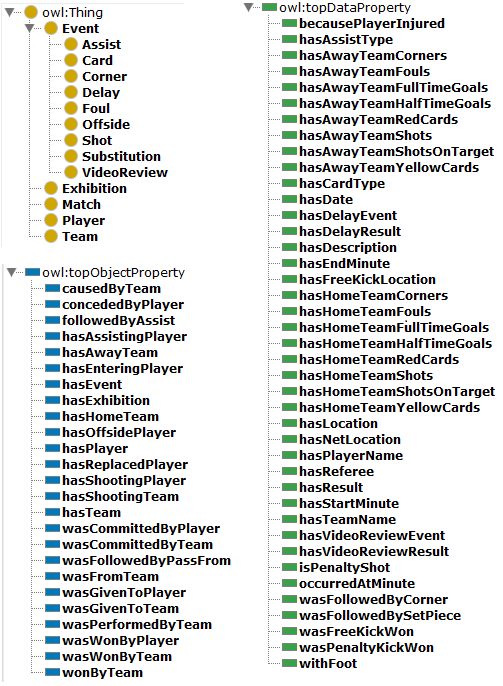 owl:Thing
Event
Assist
Card
Corner
Delay
Foul
Offside
Shot
Substitution
VideoReview
Exhibition
Match
Player
Team
owl:topObjectProperty
causedByTeam
concededByPlayer
followedByAssist
hasAssistingPlayer
hasAwayTeam
hasEnteringPlayer
hasEvent
hasExhibition
hasHomeTeam
hasOffsidePlayer
hasPlayer
hasReplacedPlayer
hasShootingPlayer
hasShootingTeam
hasTeam
wasCommittedByPlayer
wasCommittedByTeam
wasFollowedByPassFrom
wasFromTeam
wasGivenToPlayer
wasGivenToTeam
wasPerformedByTeam
wasWonByPlayer
wasWonByTeam
wonByTeam
owl:topDataProperty
becausePlayerInjured
hasAssistType
hasAwayTeamCorners
hasAwayTeamFouls
hasAwayTeamFullTimeGoals
hasAwayTeamHalfTimeGoals
hasAwayTeamRedCards
hasAwayTeamShots
hasAwayTeamShotsOnTarget
hasAwayTeamYellowCards
hasCardType
hasDate
hasDelayEvent
hasDelayResult
hasDescription
hasEndMinute
hasFreeKickLocation
hasHomeTeamCorners
hasHomeTeamFouls
hasHomeTeamFullTimeGoals
hasHomeTeamHalfTimeGoals
hasHomeTeamRedCards
hasHomeTeamShots
hasHomeTeamShotsOnTarget
hasHomeTeamYellowCards
hasLocation
hasNetLocation
hasPlayerName
hasReferee
hasResult
hasStartMinute
hasTeamName
hasVideoReviewEvent
hasVideoReviewResult
isPenaltyShot
occurredAtMinute
wasFollowedByCorner
wasFollowedBySetPiece
wasFreeKickWon
wasPenaltyKickWon
withFoot